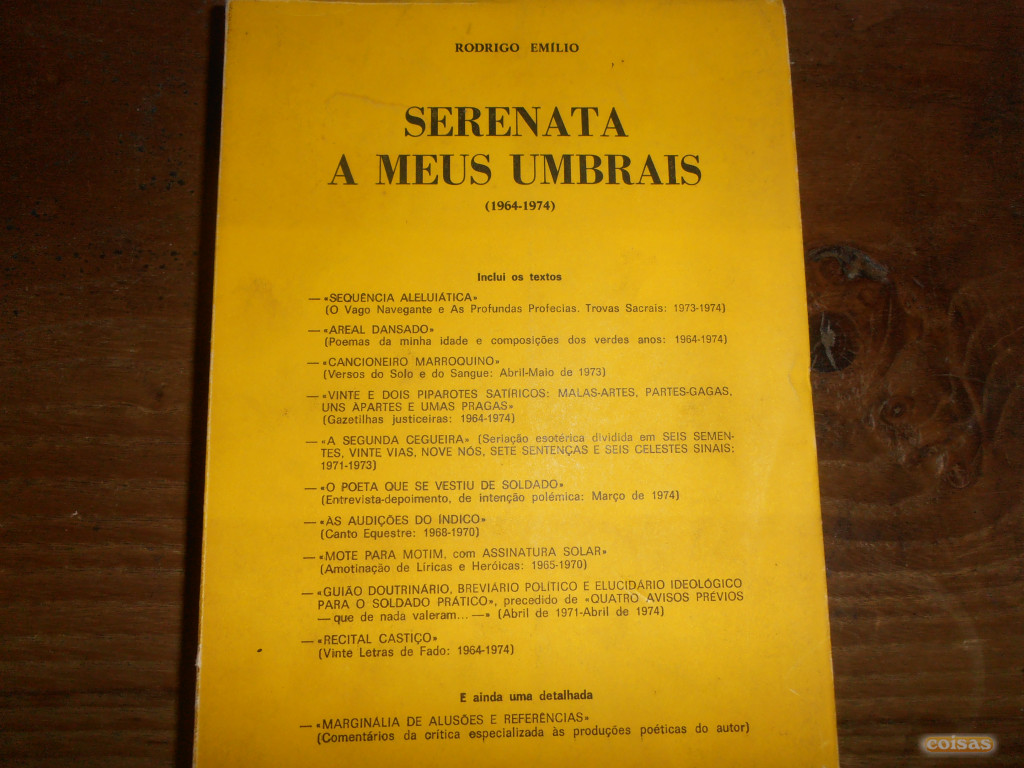 RODRIGO EMÍLIO
SERENATA
A MEUS UMBRAIS
(1964-1974)
Inclui os textos
— «SEQUÊNCIA ALELUIÁTICA»
(O Vago Navegante e As Profundas Profecias. Trovas Sacrais: 1973-1974)
— «AREAL DANSADO»
(Poemas da minha idade e composições dos verdes anos: 1964-1974)
— «CANCIONEIRO MARROQUINO»
(Versos do Solo e do Sangue: Abril-Maio de 1973)
— «VINTE E DOIS PIPAROTES SATÍRICOS: MALAS-ARTES, PARTES-GAGAS,
UNS APARTES E UMAS PRAGAS»
(Gazetilhas justiceiras: 1964-1974)
— «A SEGUNDA CEGUEIRA» (Seriação esotérica dividida em SEIS SEMEN-
TES, VINTE VIAS, NOVE NÓS, SETE SENTENÇAS E SEIS CELESTES SINAIS:
1971-1973)
— «O POETA QUE SE VESTIU DE SOLDADO»
(Entrevista-depoimento, de intenção polémica: Março de 1974)
— «AS AUDIÇÕES DO ÍNDICO»
(Canto Equestre: 1968-1970)
— «MOTE PARA MOTIM, com ASSINATURA SOLAR»
(Amotinação de Líricas e Heróicas: 1965-1970)
— «GUIÃO DOUTRINÁRIO, BREVIÁRIO POLÍTICO E ELUCIDÁRIO IDEOLÓGICO
PARA O SOLDADO PRÁTICO», precedido de «QUATRO AVISOS PRÉVIOS
— que de nada valeram... —» (Abril de 1971-Abril de 1974)
— «RECITAL CASTIÇO»
(Vinte Letras de Fado: 1964-1974)
E ainda uma detalhada
— «MARGINÁLIA DE ALUSÕES E REFERÊNCIAS»
(Comentários da crítica especializada às produções poéticas do autor)
coisas